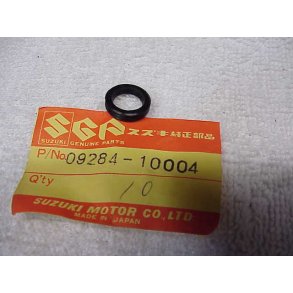 SGP スズキ純正部品
SUZUKI GENUINE PARTS
P/No. 09284-10004
Q'ty 10
SUZUKI MOTOR CO., LTD
MADE IN JAPAN